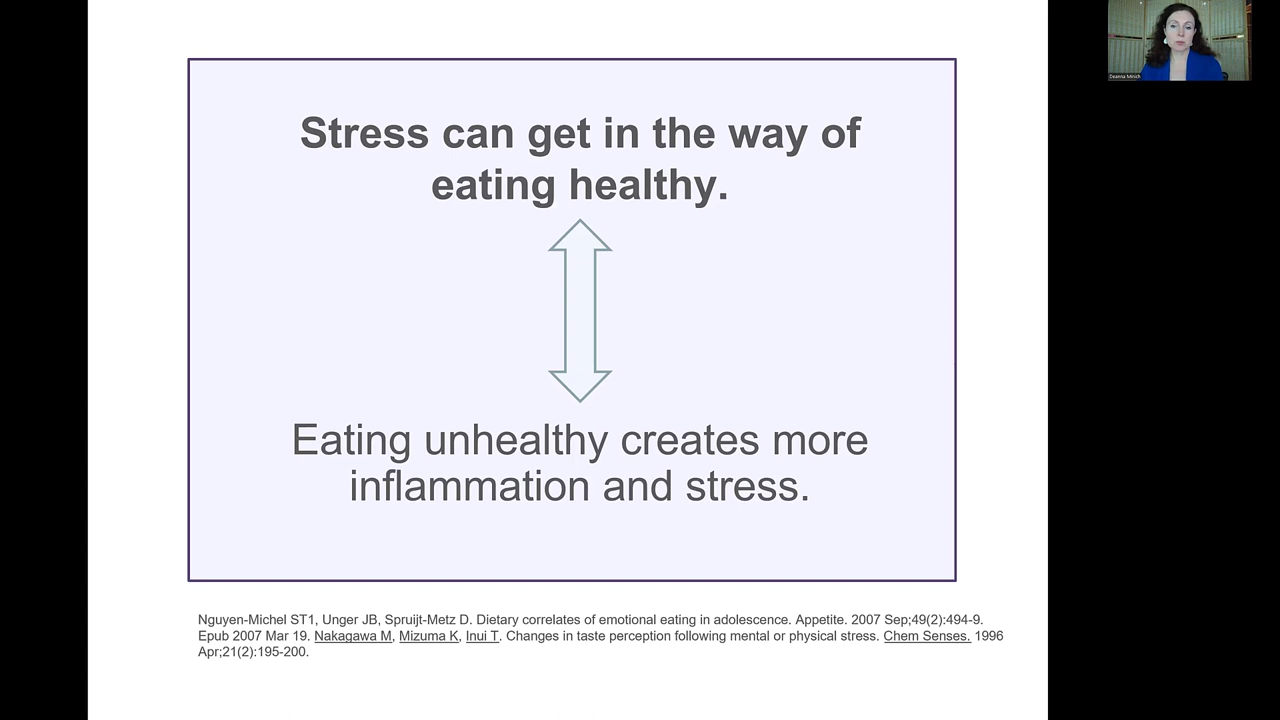 Stress can get in the way of
eating healthy.
Eating unhealthy creates more
inflammation and stress.
Nguyen-Michel ST1, Unger JB, Spruijt-Metz D. Dietary correlates of emotional eating in adolescence. Appetite. 2007 Sep;49(2):494-9.
Epub 2007 Mar 19. Nakagawa M, Mizuma K, Inui T. Changes in taste perception following mental or physical stress. Chem Senses. 1996
Apr;21(2):195-200.
Deanna Minich